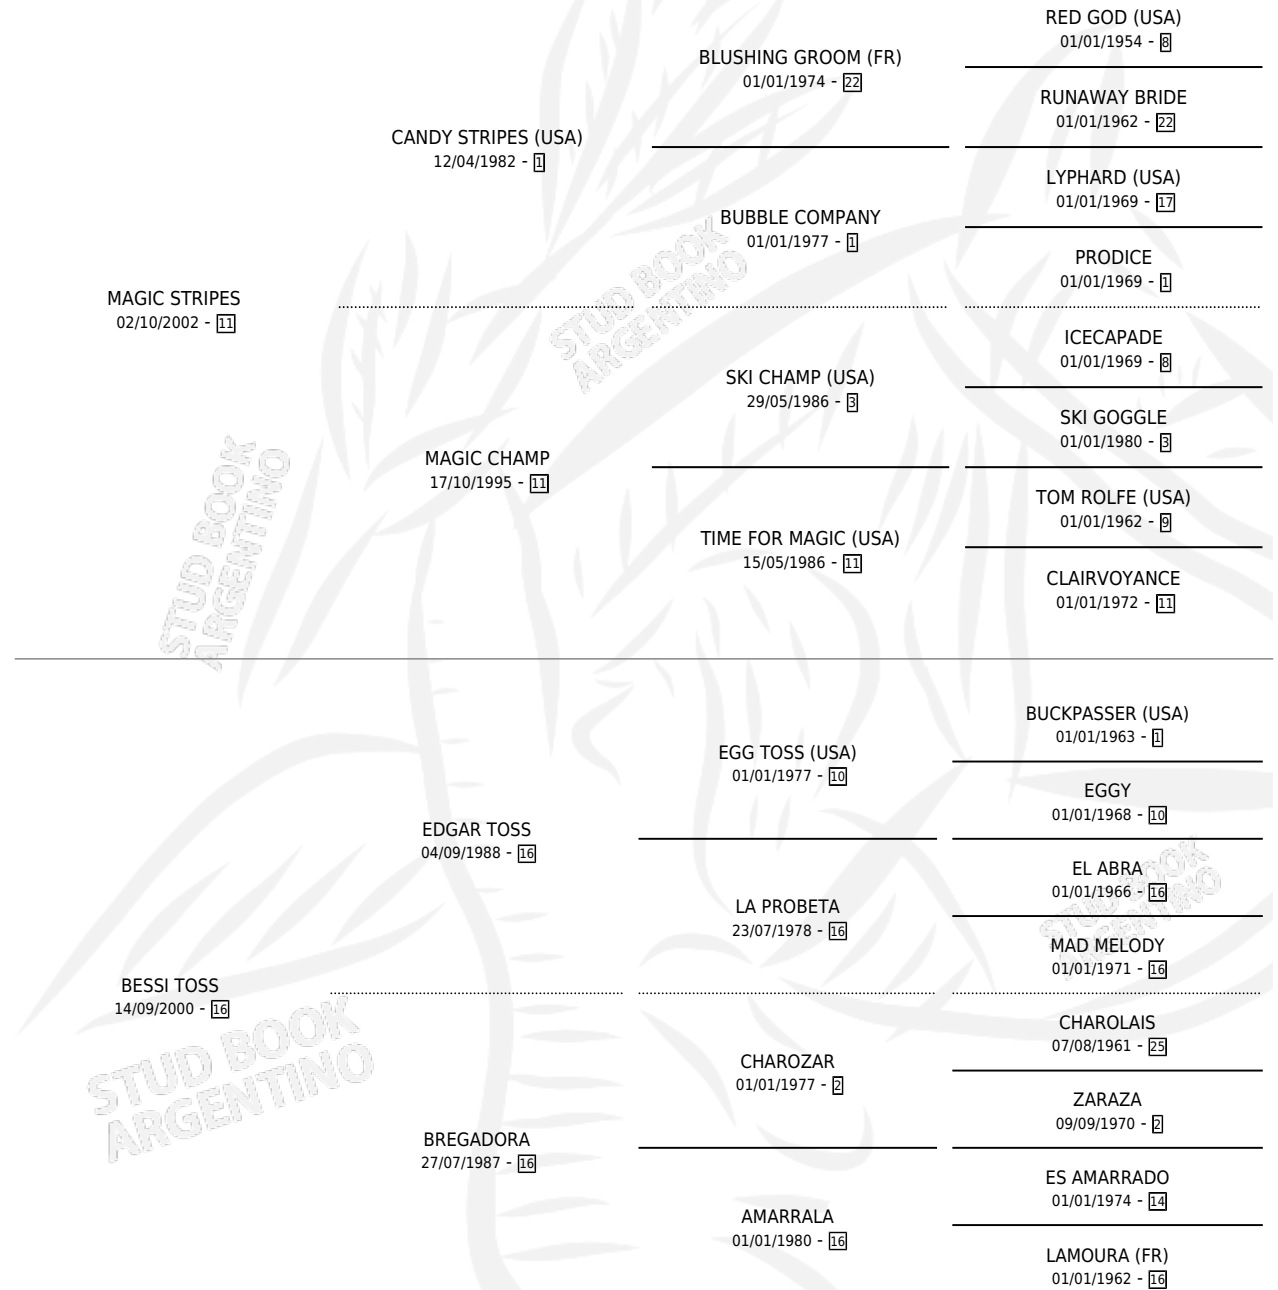 RED GOD (USA)
01/01/1954 - 8
BLUSHING GROOM (FR)
01/01/1974 - 22
RUNAWAY BRIDE
01/01/1962 - 22
CANDY STRIPES (USA)
12/04/1982 - 1
LYPHARD (USA)
01/01/1969 - 17
BUBBLE COMPANY
01/01/1977 - 1
PRODICE
01/01/1969 - 1
MAGIC STRIPES
02/10/2002 - 11
STUD BOOK
ARGENTINO
ICECAPADE
01/01/1969 - 8
SKI CHAMP (USA)
29/05/1986 - 3
SKI GOGGLE
01/01/1980 - 3
MAGIC CHAMP
17/10/1995 - 11
TOM ROLFE (USA)
01/01/1962 - 9
TIME FOR MAGIC (USA)
15/05/1986 - 11
CLAIRVOYANCE
01/01/1972 - 11
STUD BOOK
ARGENTINO
BUCKPASSER (USA)
01/01/1963 - 1
EGG TOSS (USA)
01/01/1977 - 10
EGGY
01/01/1968 - 10
EDGAR TOSS
04/09/1988 - 16
EL ABRA
01/01/1966 - 16
LA PROBETA
23/07/1978 - 16
STUD BOOK
ARGENTINO
MAD MELODY
01/01/1971 - 16
BESSI TOSS
14/09/2000 - 16
STUD BOOK
ARGENTINO
CHAROLAIS
07/08/1961 - 25
CHAROZAR
01/01/1977 - 2
ZARAZA
09/09/1970 - 2
BREGADORA
27/07/1987 - 16
ES AMARRADO
01/01/1974 - 14
AMARRALA
01/01/1980 - 16
LAMOURA (FR)
01/01/1962 - 16